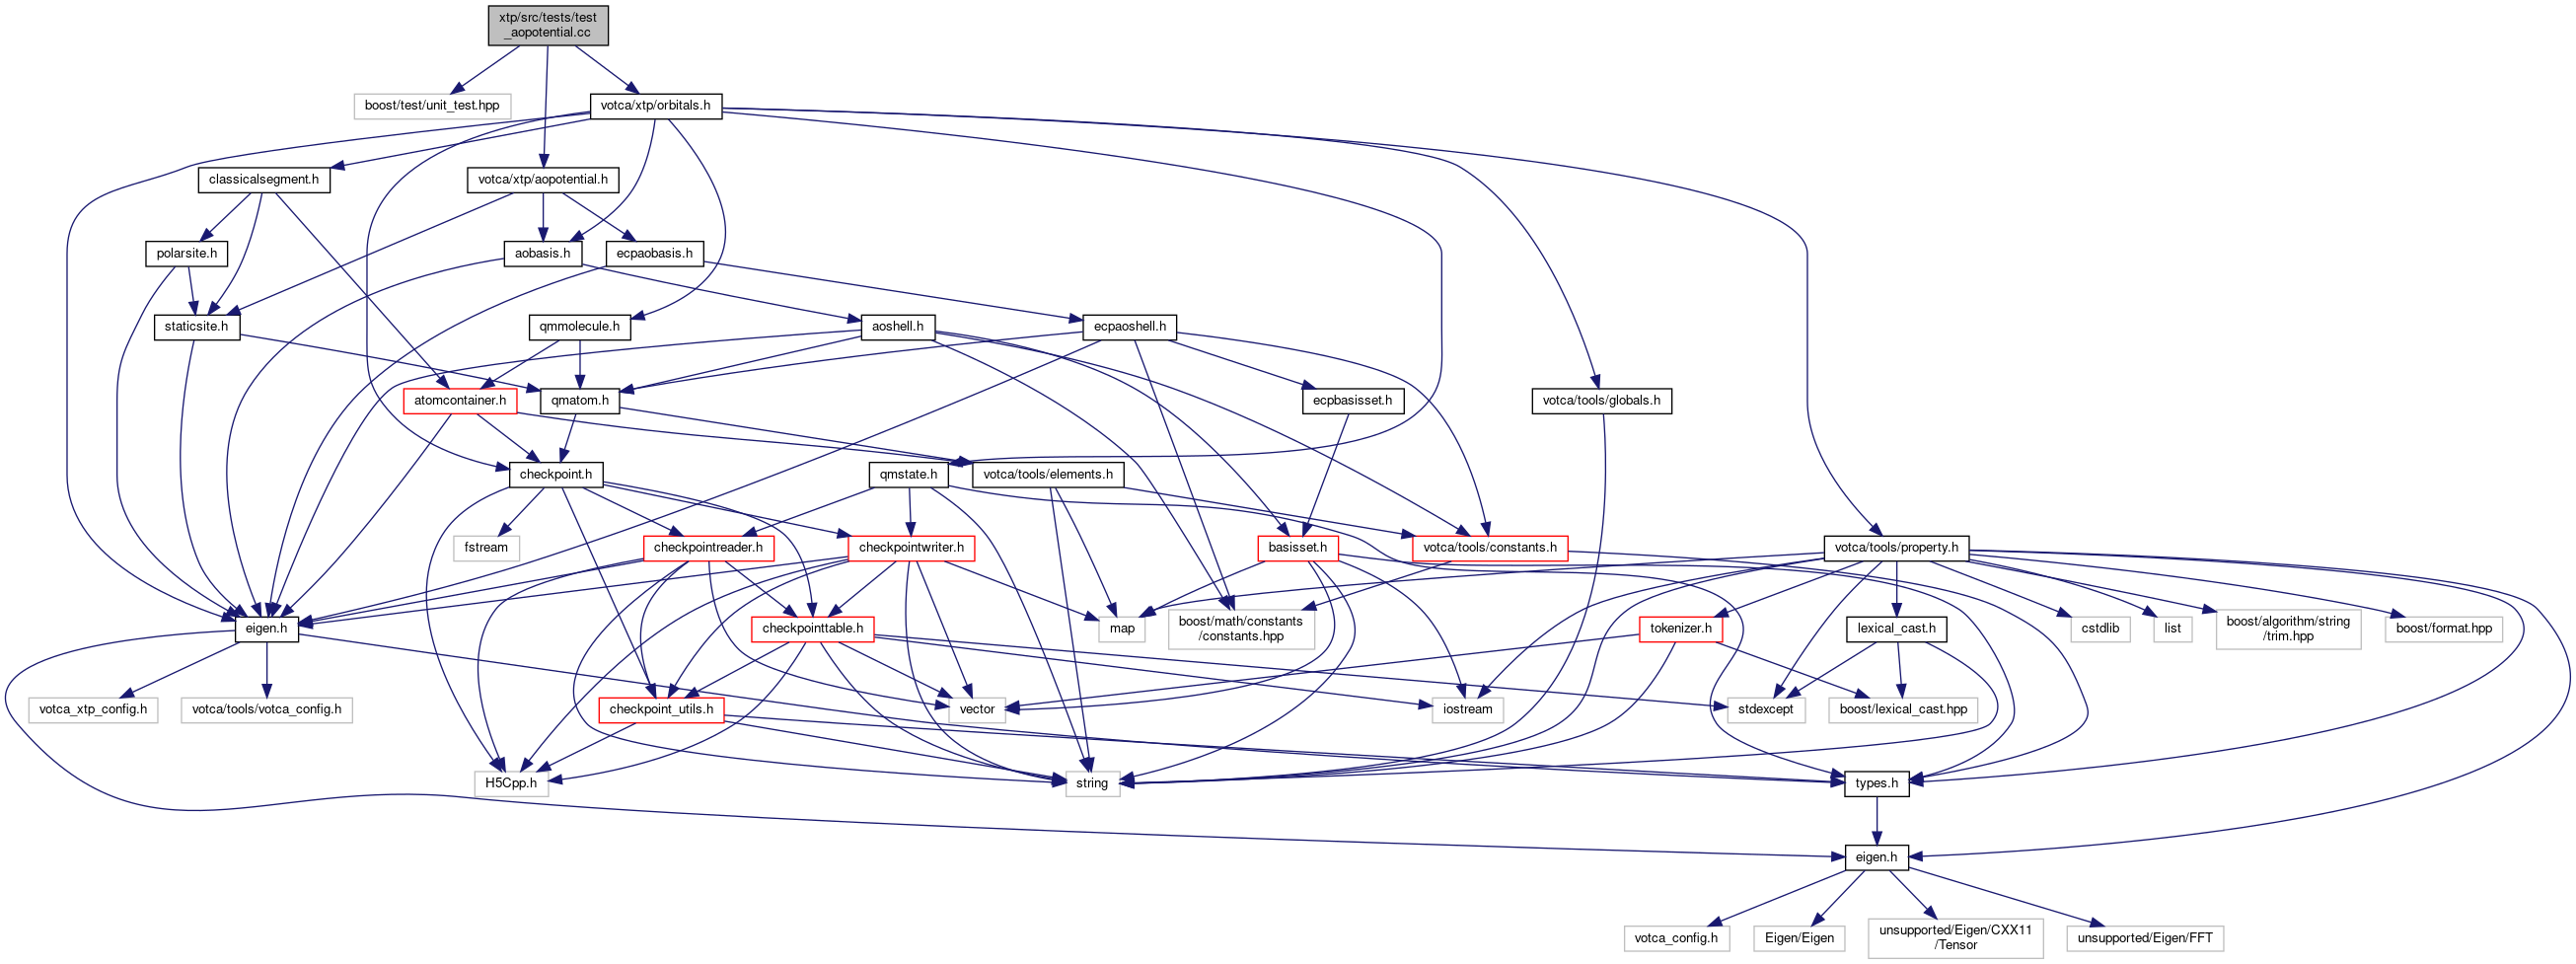 xtp/src/tests/test
_aopotential.cc
boost/test/unit_test.hpp
votca/xtp/orbitals.h
classicalsegment.h
votca/xtp/aopotential.h
polarsite.h
aobasis.h
ecpaobasis.h
staticsite.h
qmmolecule.h
aoshell.h
ecpaoshell.h
atomcontainer.h
qmatom.h
ecpbasisset.h
votca/tools/globals.h
checkpoint.h
qmstate.h
votca/tools/elements.h
fstream
checkpointreader.h
checkpointwriter.h
basisset.h
votca/tools/constants.h
votca/tools/property.h
eigen.h
checkpointtable.h
map
boost/math/constants
/constants.hpp
tokenizer.h
lexical_cast.h
cstdlib
list
boost/algorithm/string
/trim.hpp
boost/format.hpp
votca_xtp_config.h
votca/tools/votca_config.h
checkpoint_utils.h
vector
iostream
stdexcept
boost/lexical_cast.hpp
H5Cpp.h
string
types.h
eigen.h
votca_config.h
Eigen/Eigen
unsupported/Eigen/CXX11
/Tensor
unsupported/Eigen/FFT